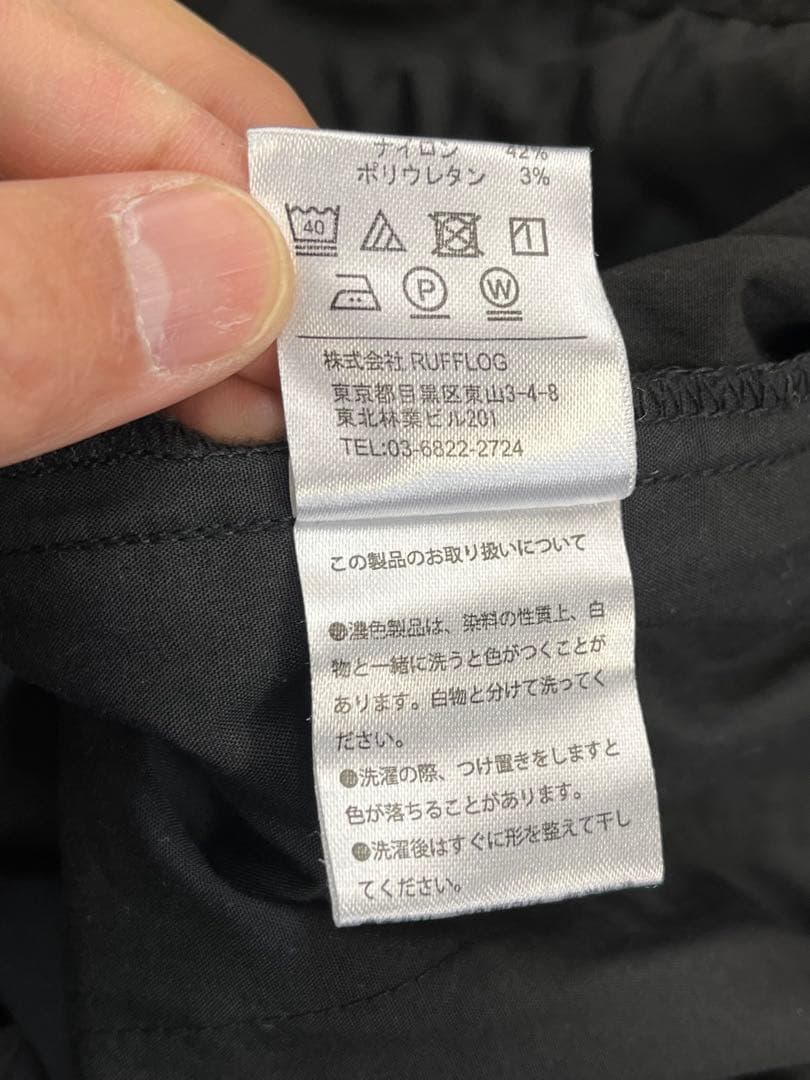 ナイロン 42%
ポリウレタン 3%
40
P W
株式会社 RUFFLOG
東京都目黒区東山3-4-8
東北林業ビル201
TEL:03-6822-2724
この製品のお取り扱いについて
●濃色製品は、染料の性質上、白
物と一緒に洗うと色がつくことが
あります。白物と分けて洗ってく
ださい。
●洗濯の際、つけ置きをしますと
色が落ちることがあります。
●洗濯後はすぐに形を整えて干し
てください。